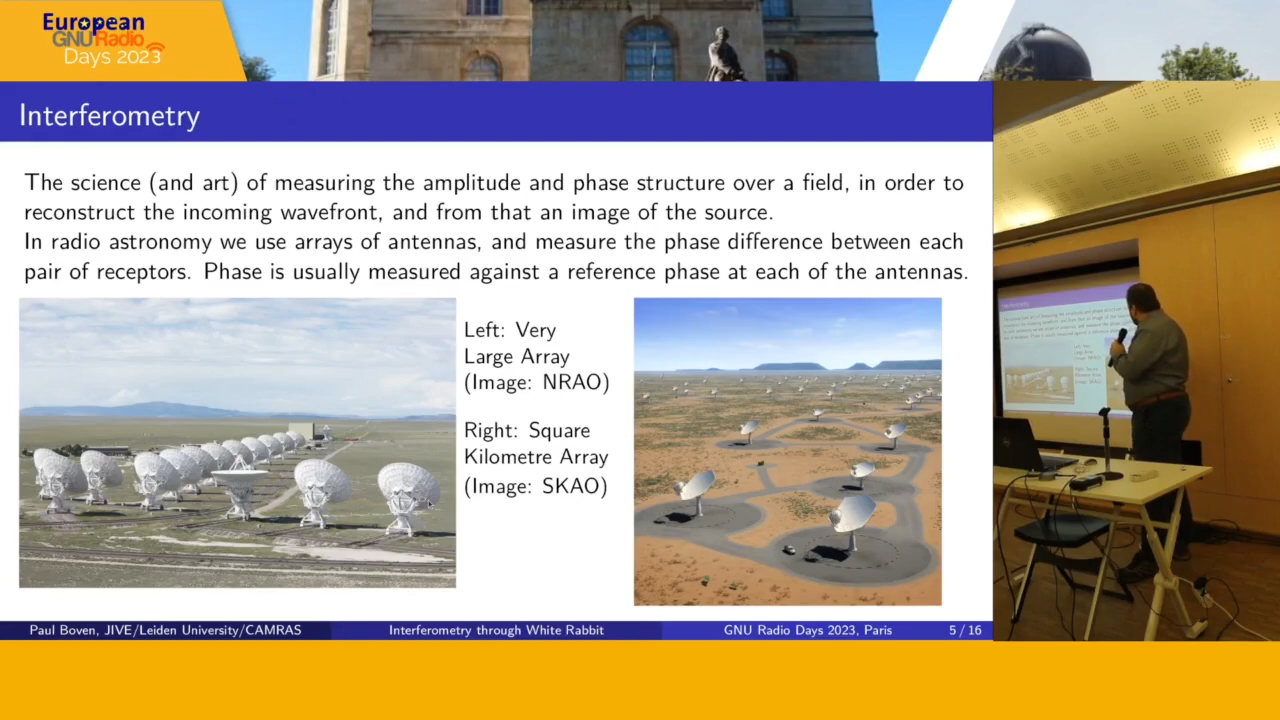 European
GNU Radio
Days 2023
Interferometry
The science (and art) of measuring the amplitude and phase structure over a field, in order to
reconstruct the incoming wavefront, and from that an image of the source.
In radio astronomy we use arrays of antennas, and measure the phase difference between each
pair of receptors. Phase is usually measured against a reference phase at each of the antennas.
Left: Very
Large Array
(Image: NRAO)
Right: Square
Kilometre Array
(Image: SKAO)
Paul Boven, JIVE/Leiden University/CAMRAS
Interferometry through White Rabbit
GNU Radio Days 2023, Paris
5 / 16